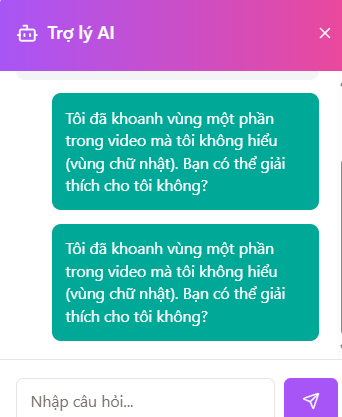 Trợ lý AI
Tôi đã khoanh vùng một phần
trong video mà tôi không hiểu
(vùng chữ nhật). Bạn có thể giải
thích cho tôi không?
Tôi đã khoanh vùng một phần
trong video mà tôi không hiểu
(vùng chữ nhật). Bạn có thể giải
thích cho tôi không?
Nhập câu hỏi...